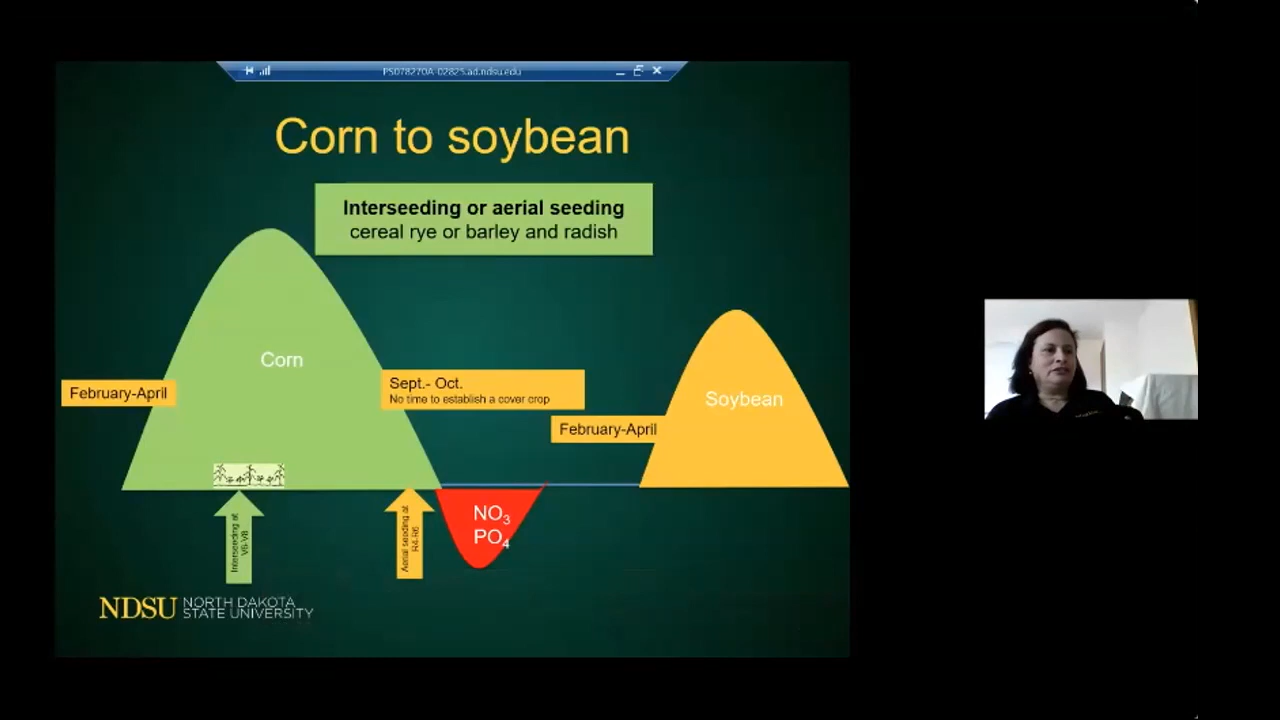 PS078270A-02825.ad.ndsu.edu
Corn to soybean
Interseeding or aerial seeding
cereal rye or barley and radish
Corn
February-April
Sept.- Oct.
No time to establish a cover crop
February-April
Soybean
Interseeding at
V6-V8
Aerial seeding at
R4-R6
NO₃
PO₄
NDSU NORTH DAKOTA
STATE UNIVERSITY